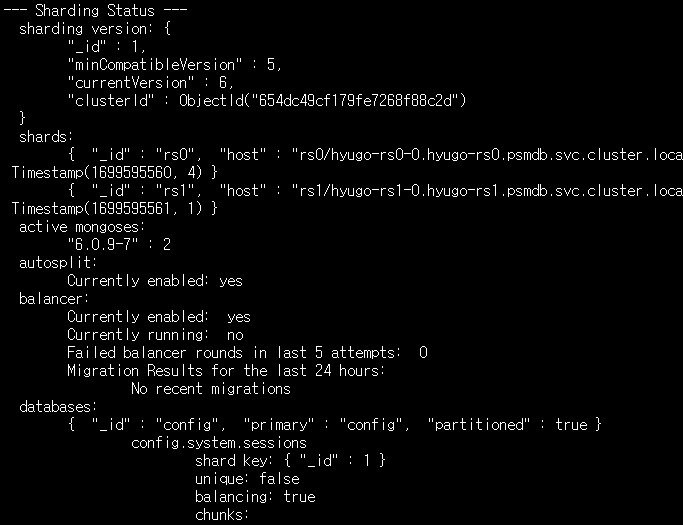 --- Sharding Status ---
  sharding version: {
        "_id" : 1,
        "minCompatibleVersion" : 5,
        "currentVersion" : 6,
        "clusterId" : ObjectId("654dc49cf179fe7268f88c2d")
  }
  shards:
        {  "_id" : "rs0",  "host" : "rs0/hyugo-rs0-0.hyugo-rs0.psmdb.svc.cluster.loca
 Timestamp(1699595560, 4) }
        {  "_id" : "rs1",  "host" : "rs1/hyugo-rs1-0.hyugo-rs1.psmdb.svc.cluster.loca
Timestamp(1699595561, 1) }
  active mongoses:
        "6.0.9-7" : 2
  autosplit:
        Currently enabled: yes
  balancer:
        Currently enabled:  yes
        Currently running:  no
        Failed balancer rounds in last 5 attempts:  0
        Migration Results for the last 24 hours:
                No recent migrations
  databases:
        {  "_id" : "config",  "primary" : "config",  "partitioned" : true }
                config.system.sessions
                        shard key: { "_id" : 1 }
                        unique: false
                        balancing: true
                        chunks: